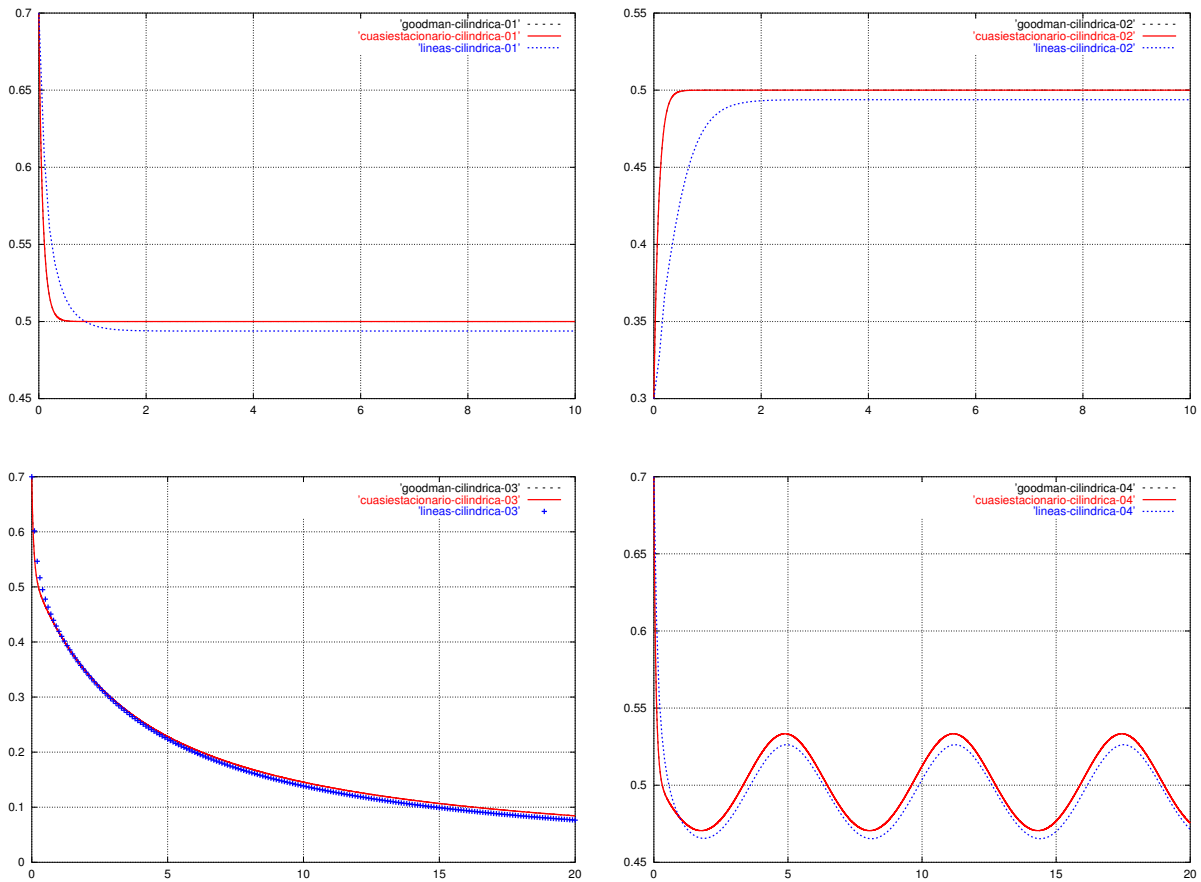 0.7
0.65
0.6
0.55
0.5
0.45
0 2 4 6 8 10
'goodman-cilindrica-01'
'cuasiestacionario-cilindrica-01'
'lineas-cilindrica-01'
0.55
0.5
0.45
0.4
0.35
0.3
0 2 4 6 8 10
'goodman-cilindrica-02'
'cuasiestacionario-cilindrica-02'
'lineas-cilindrica-02'
0.7
0.6
0.5
0.4
0.3
0.2
0.1
0
0 5 10 15 20
'goodman-cilindrica-03'
'cuasiestacionario-cilindrica-03'
'lineas-cilindrica-03'
0.7
0.65
0.6
0.55
0.5
0.45
0 5 10 15 20
'goodman-cilindrica-04'
'cuasiestacionario-cilindrica-04'
'lineas-cilindrica-04'